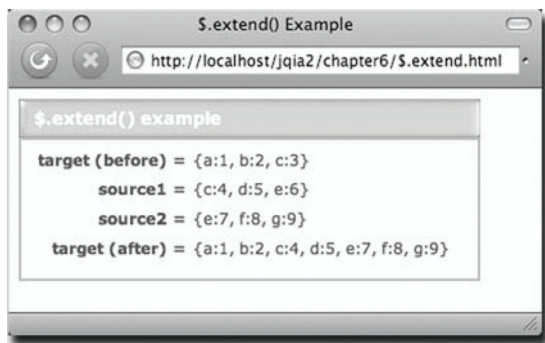 $.extend() Example
http://localhost/jqia2/chapter6/$.extend.html
$.extend() example
target (before) = {a:1, b:2, c:3}
source1 = {c:4, d:5, e:6}
source2 = {e:7, f:8, g:9}
target (after) = {a:1, b:2, c:4, d:5, e:7, f:8, g:9}